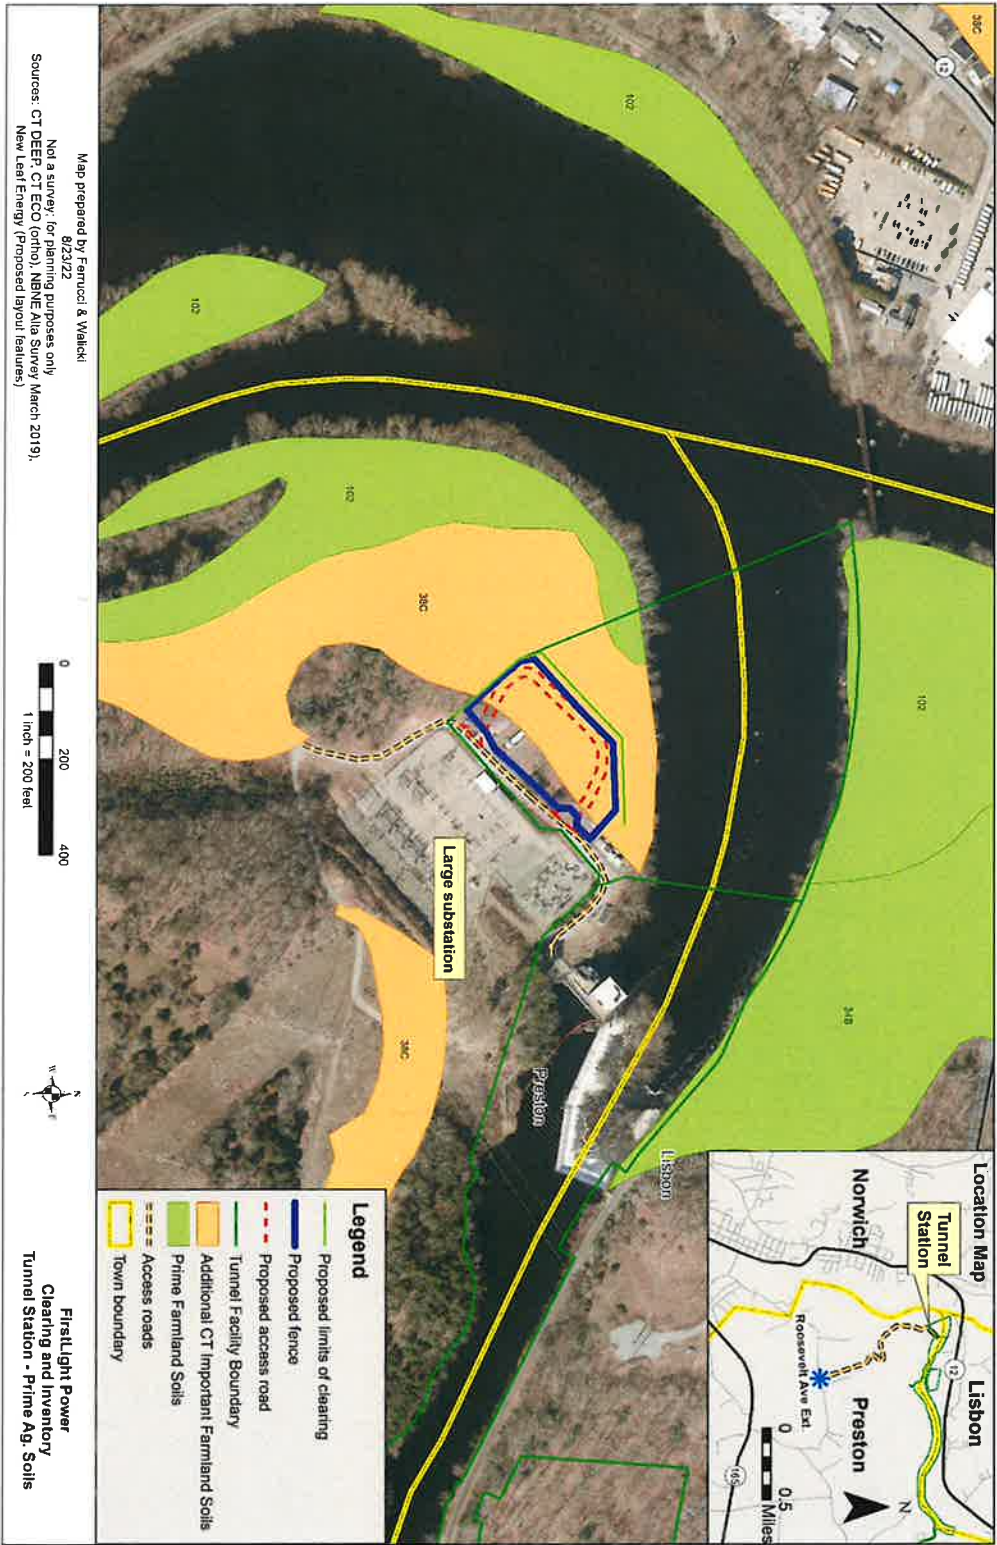 38C
12
102
102
102
38C
102
34B
38C
Large substation
Preston
Lisbon
Location Map
Norwich
Tunnel
Station
12
Lisbon
Roosevelt Ave Ext.
Preston
N
0 0.5
Miles
165
Legend
Proposed limits of clearing
Proposed fence
Proposed access road
Tunnel Facility Boundary
Additional CT Important Farmland Soils
Prime Farmland Soils
Access roads
Town boundary
Map prepared by Ferrucci & Walicki
8/23/22
Not a survey; for planning purposes only
Sources: CT DEEP, CT ECO (ortho), NBNE Alta Survey March 2019),
New Leaf Energy (Proposed layout features)
0 200 400
1 inch = 200 feet
N
W E
FirstLight Power
Clearing and Inventory
Tunnel Station - Prime Ag. Soils